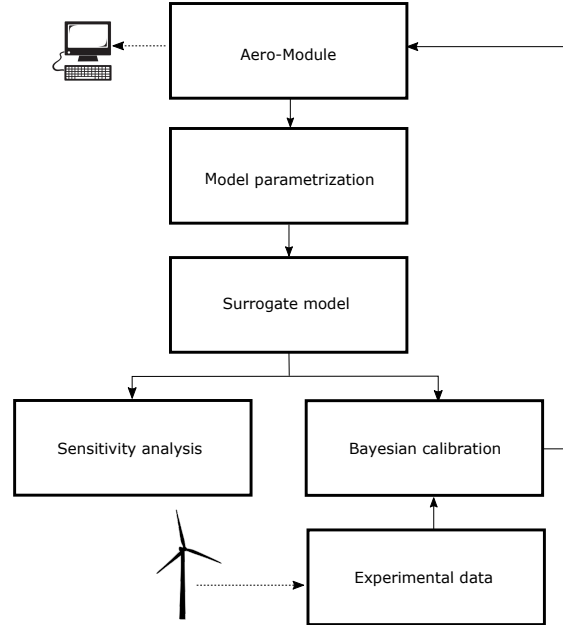 Aero-Module
Model parametrization
Surrogate model
Sensitivity analysis
Bayesian calibration
Experimental data